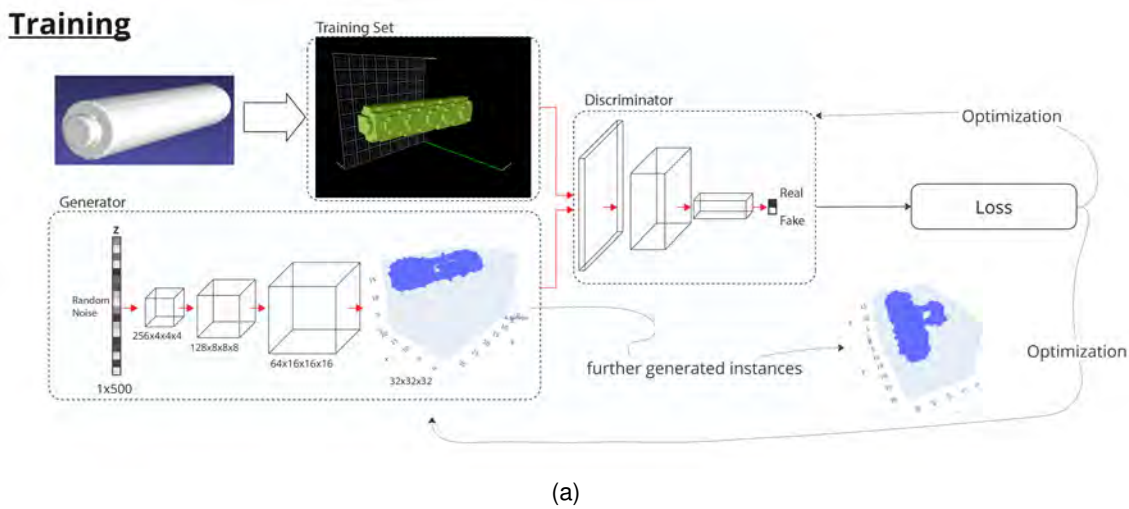 Training
Training Set
Discriminator
Optimization
Real
Fake
Loss
Generator
Z
Random
Noise
256x4x4x4
128x8x8x8
64x16x16x16
32x32x32
1x500
further generated instances
Optimization
(a)